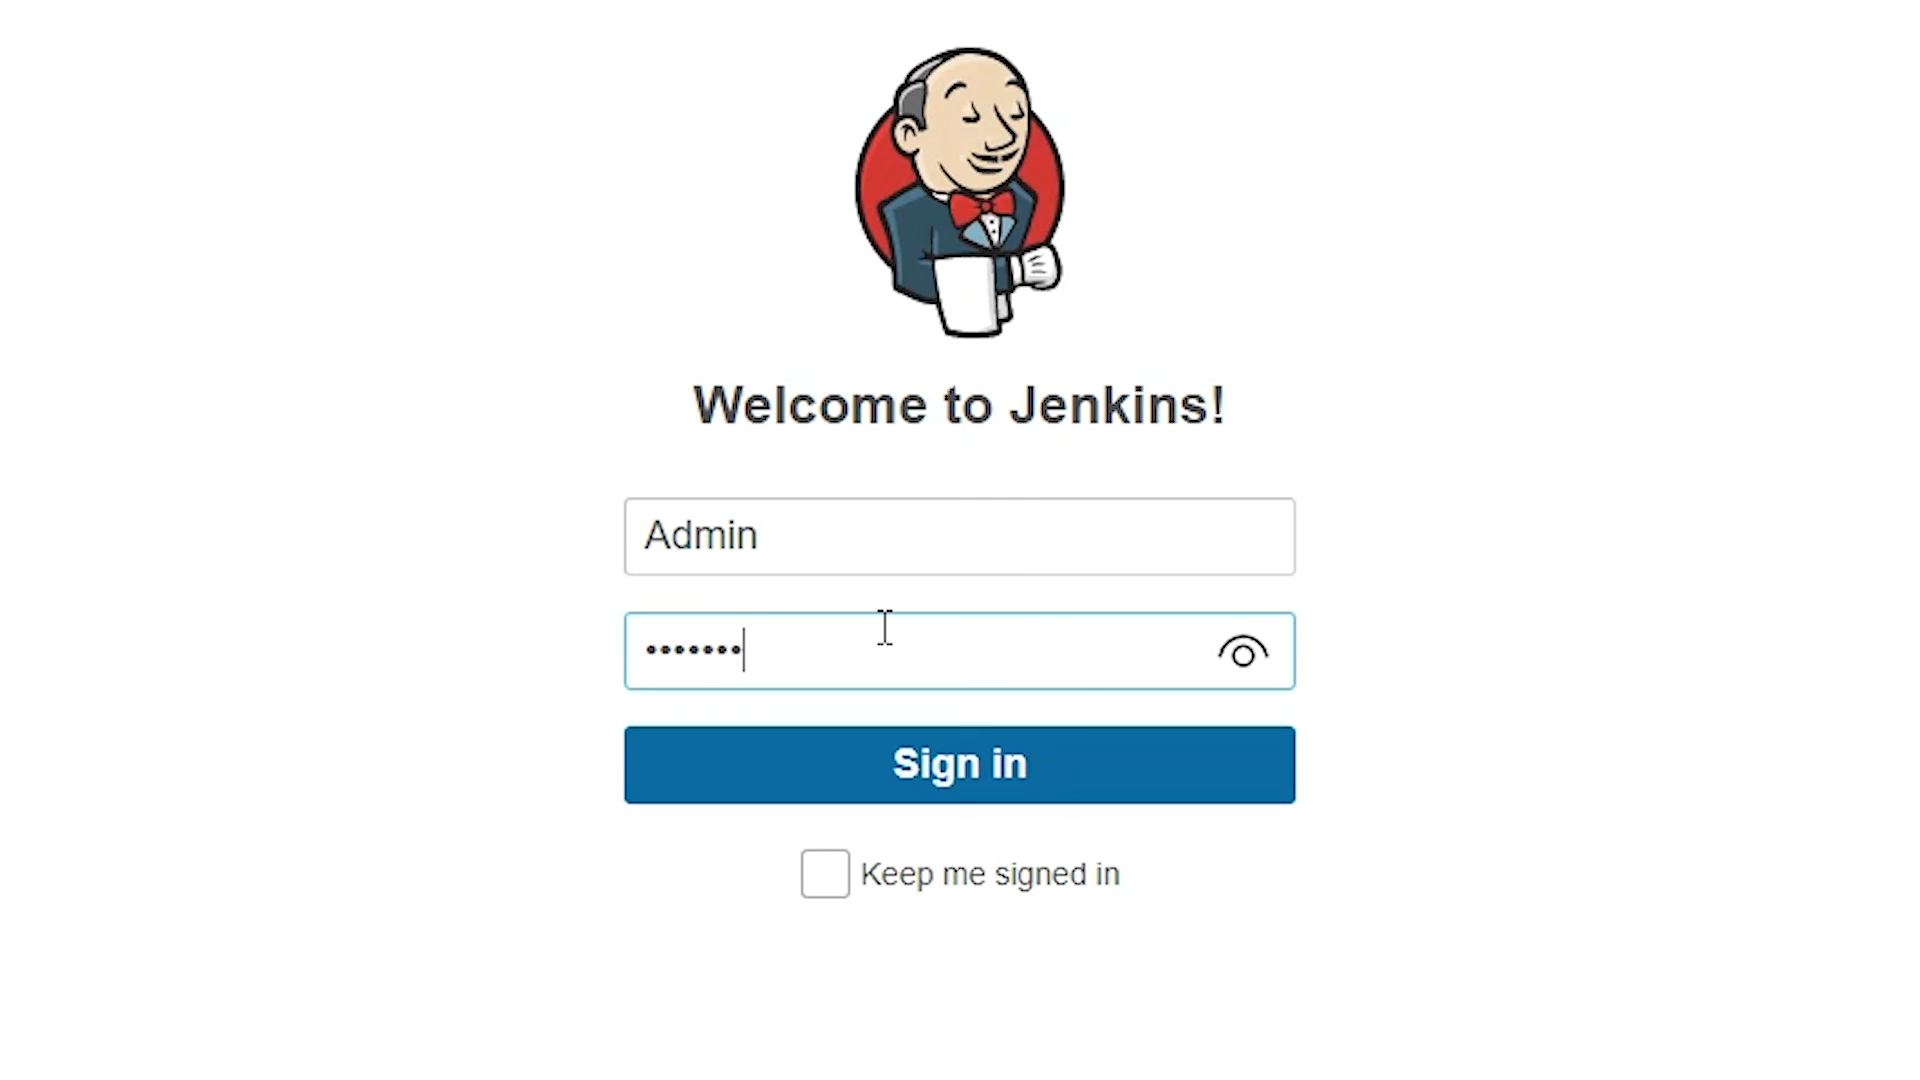 Welcome to Jenkins!
Admin
•••••••
Sign in
Keep me signed in